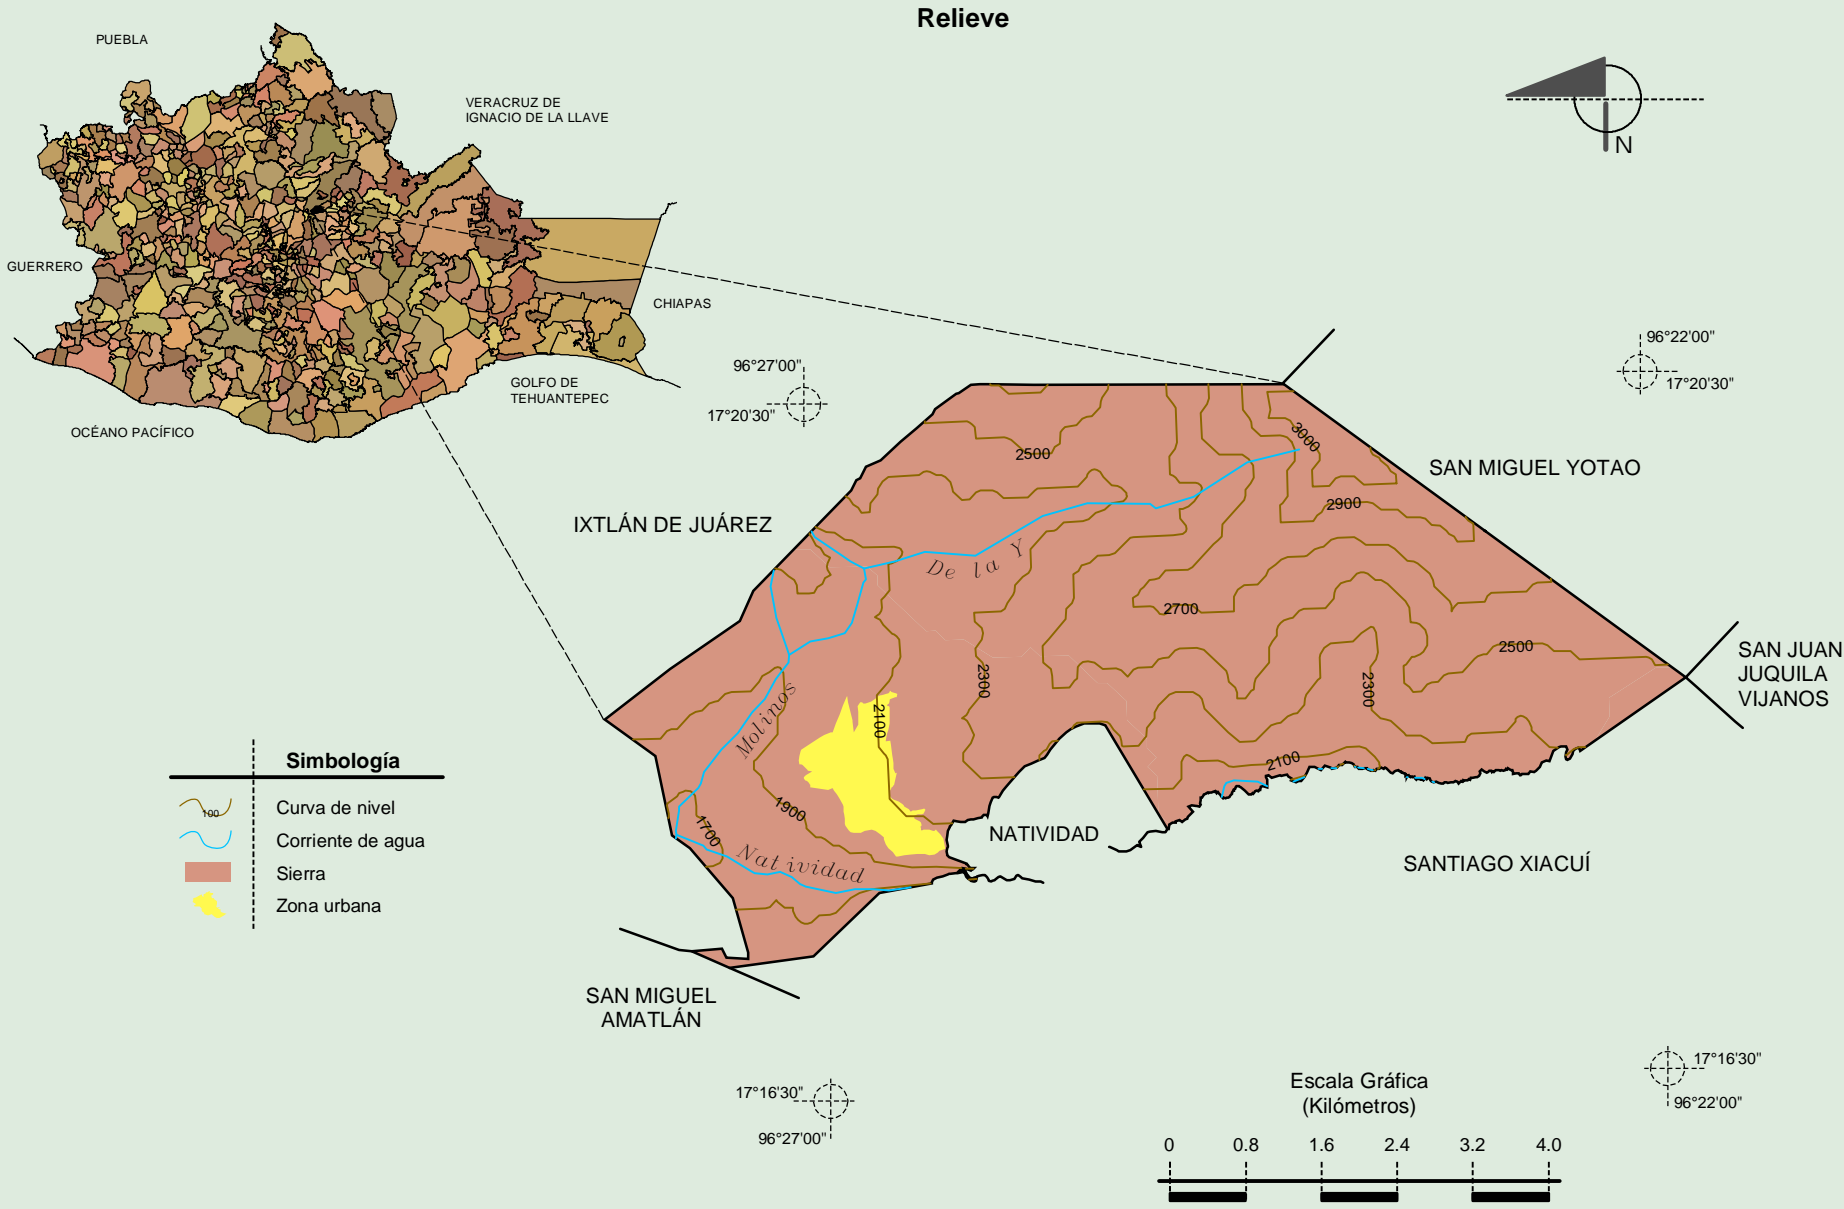 Relieve
PUEBLA
VERACRUZ DE
IGNACIO DE LA LLAVE
N
GUERRERO
CHIAPAS
GOLFO DE
TEHUANTEPEC
OCÉANO PACÍFICO
96°27'00"
17°20'30"
96°22'00"
17°20'30"
3000
2500
SAN MIGUEL YOTAO
2900
IXTLÁN DE JUÁREZ
De la Y
2700
2500
SAN JUAN
JUQUILA
VIJANOS
2300
2300
Molinos
2100
2100
1900
1700
NATIVIDAD
Natividad
SANTIAGO XIACUÍ
Simbología
100
Curva de nivel
Corriente de agua
Sierra
Zona urbana
SAN MIGUEL
AMATLÁN
17°16'30"
96°27'00"
17°16'30"
96°22'00"
Escala Gráfica
(Kilómetros)
0 0.8 1.6 2.4 3.2 4.0